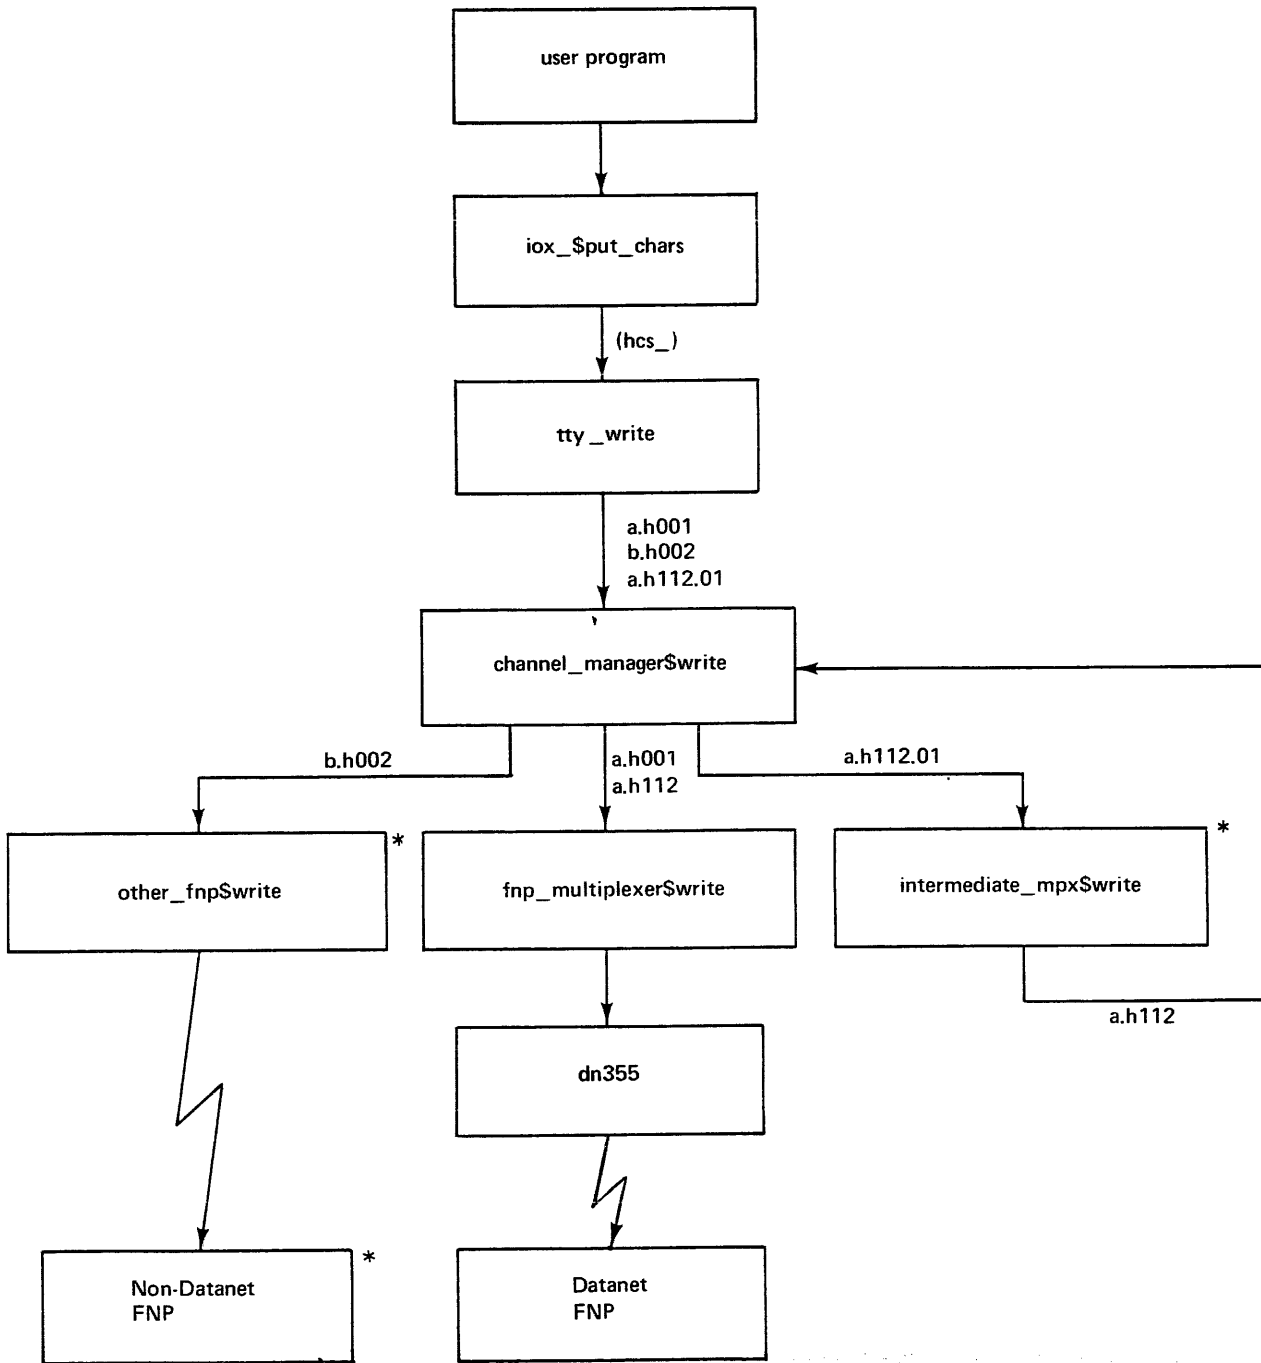 user program
iox_$put_chars
(hcs_)
tty_write
a.h001
b.h002
a.h112.01
channel_manager$write
b.h002
a.h001
a.h112
a.h112.01
other_fnp$write
*
fnp_multiplexer$write
intermediate_mpx$write
*
a.h112
dn355
Non-Datanet
FNP
*
Datanet
FNP